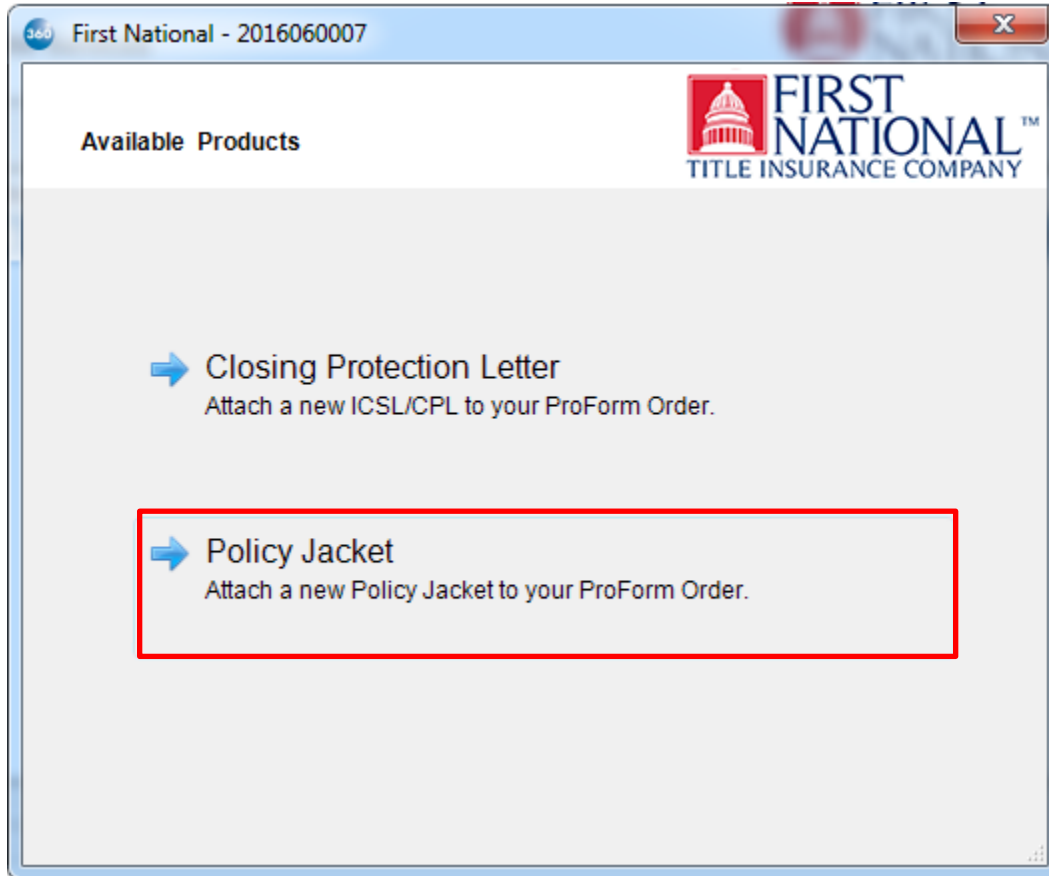 360 First National - 2016060007
Available Products
FIRST
NATIONAL™
TITLE INSURANCE COMPANY
Closing Protection Letter
Attach a new ICSL/CPL to your ProForm Order.
Policy Jacket
Attach a new Policy Jacket to your ProForm Order.